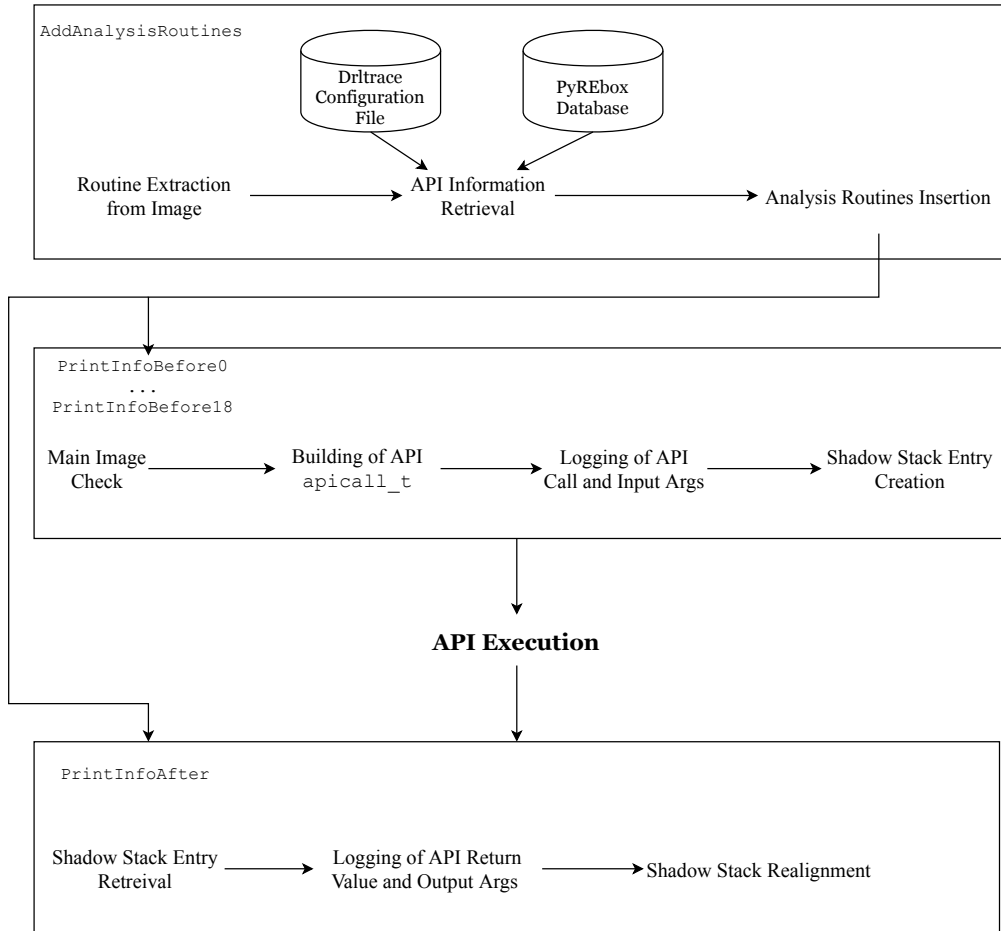 AddAnalysisRoutines
Drltrace
Configuration
File
PyREbox
Database
Routine Extraction
from Image
API Information
Retrieval
Analysis Routines Insertion
PrintInfoBefore0
...
PrintInfoBefore18
Main Image
Check
Building of API
apicall_t
Logging of API
Call and Input Args
Shadow Stack Entry
Creation
API Execution
PrintInfoAfter
Shadow Stack Entry
Retreival
Logging of API Return
Value and Output Args
Shadow Stack Realignment